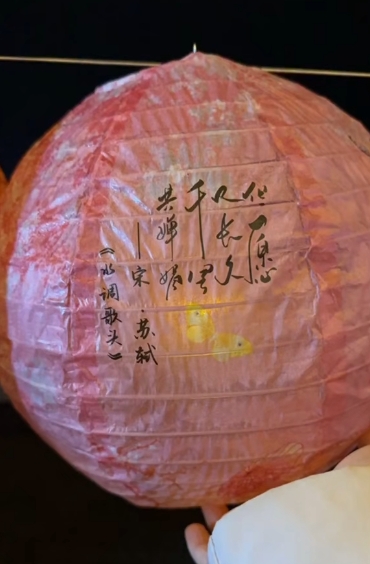 但愿
人长久
千里
共婵娟
—宋·苏轼
《水调歌头》